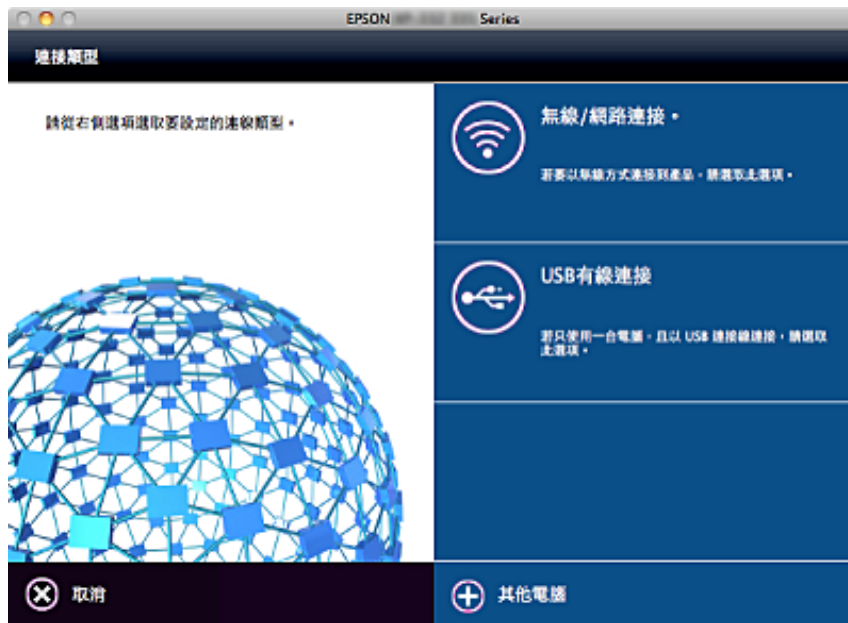 EPSON Series
連接類型
請從右側選項選取要設定的連線類型。
無線/網路連接。
若要以無線方式連接到產品，請選取此選項。
USB有線連接
若只使用一台電腦，且以 USB 連接線連接，請選取
此選項。
取消
其他電腦